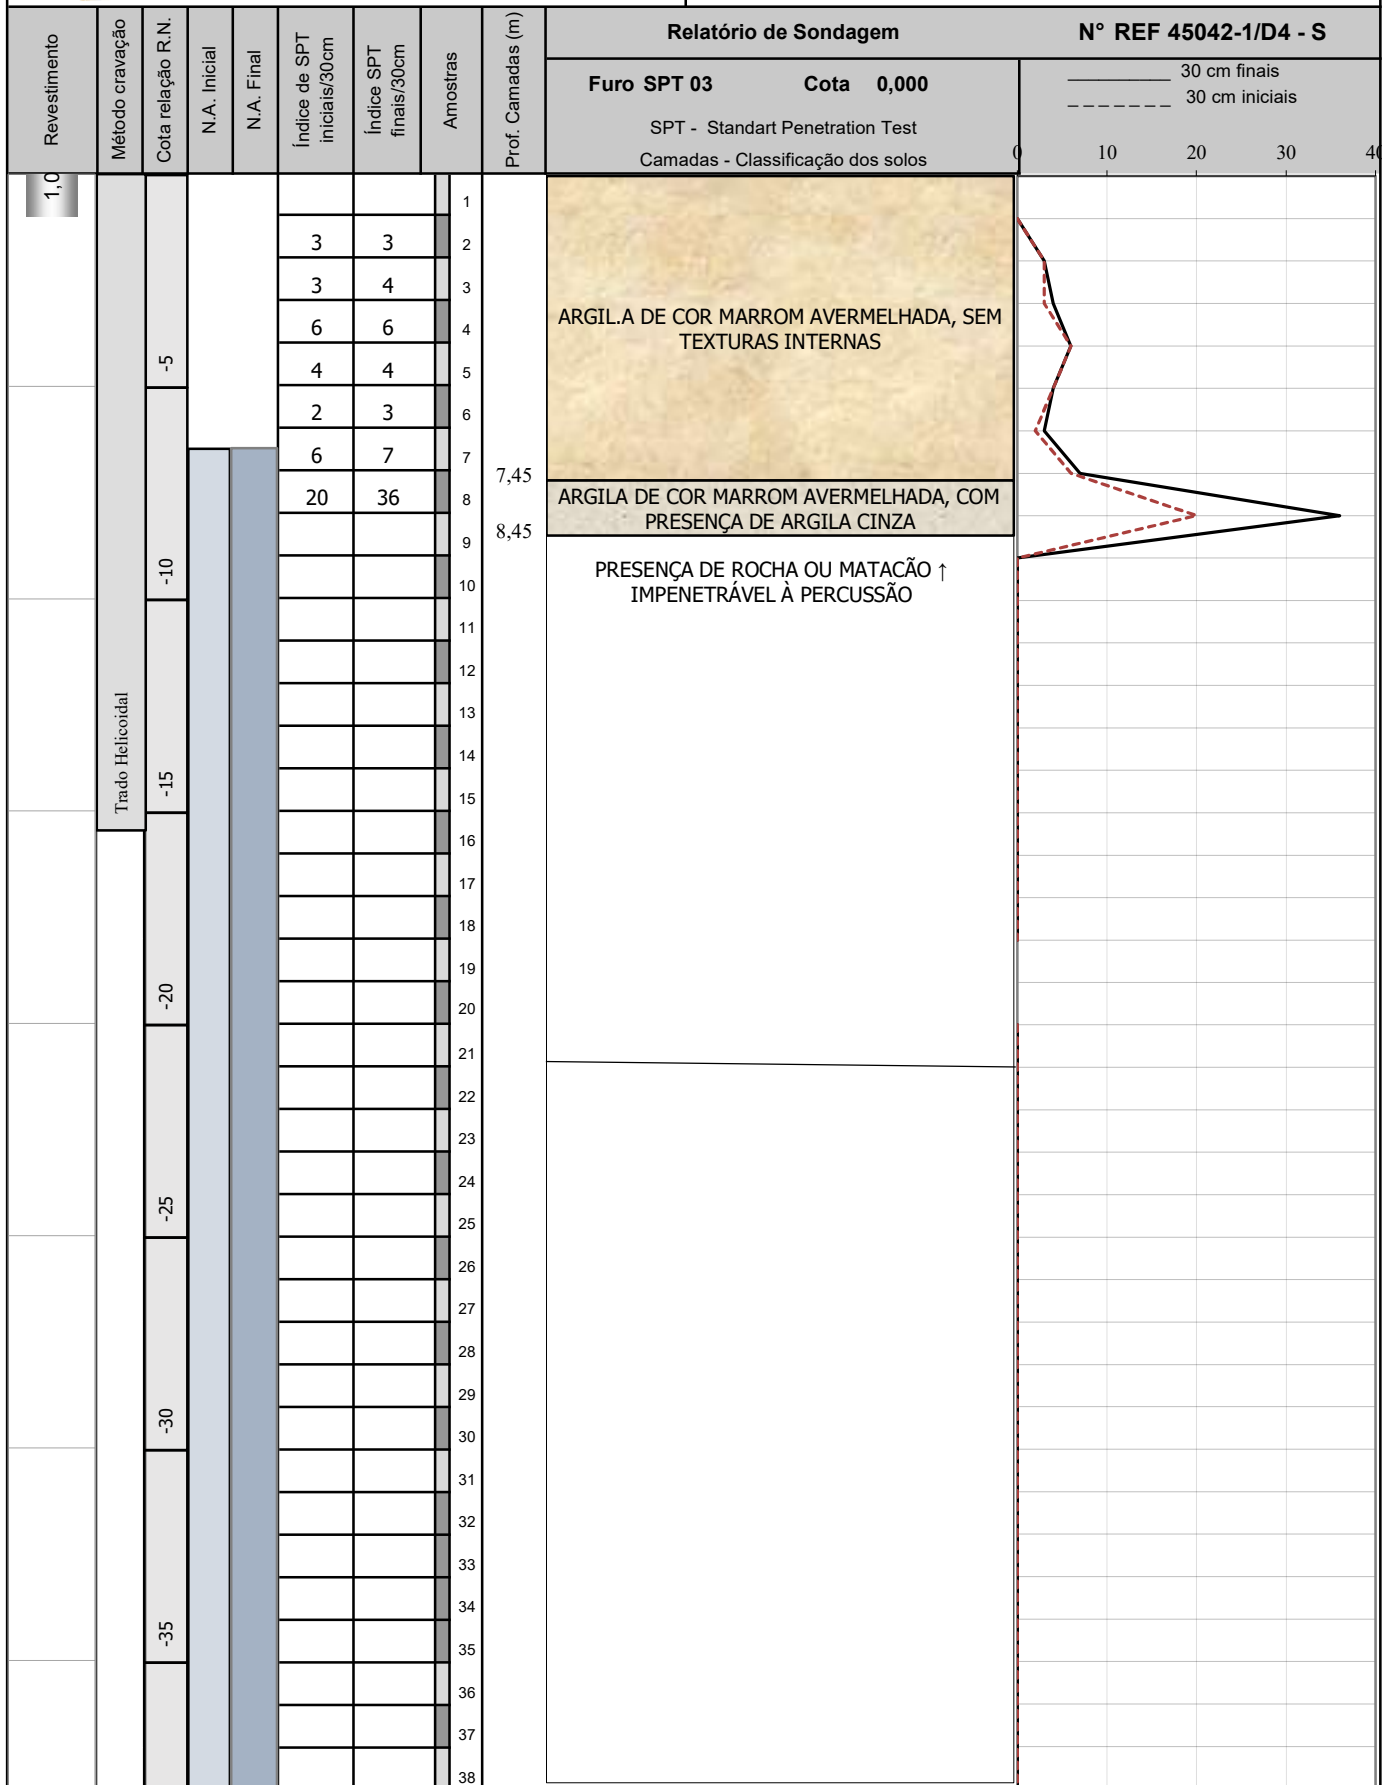 Revestimento
Método cravação
Cota relação R.N.
N.A. Inicial
N.A. Final
Índice de SPT
iniciais/30cm
Índice SPT
finais/30cm
Amostras
Prof. Camadas (m)
Relatório de Sondagem
N° REF 45042-1/D4 - S
Furo SPT 03 Cota 0,000
SPT - Standart Penetration Test
Camadas - Classificação dos solos
30 cm finais
30 cm iniciais
0 10 20 30 40
1,0
Trado Helicoidal
-5
-10
-15
-20
-25
-30
-35
1
3 3 2
3 4 3
6 6 4
4 4 5
2 3 6
6 7 7
20 36 8
9
10
11
12
13
14
15
16
17
18
19
20
21
22
23
24
25
26
27
28
29
30
31
32
33
34
35
36
37
38
7,45
8,45
ARGIL.A DE COR MARROM AVERMELHADA, SEM
TEXTURAS INTERNAS
ARGILA DE COR MARROM AVERMELHADA, COM
PRESENÇA DE ARGILA CINZA
PRESENÇA DE ROCHA OU MATACÃO ↑
IMPENETRÁVEL À PERCUSSÃO